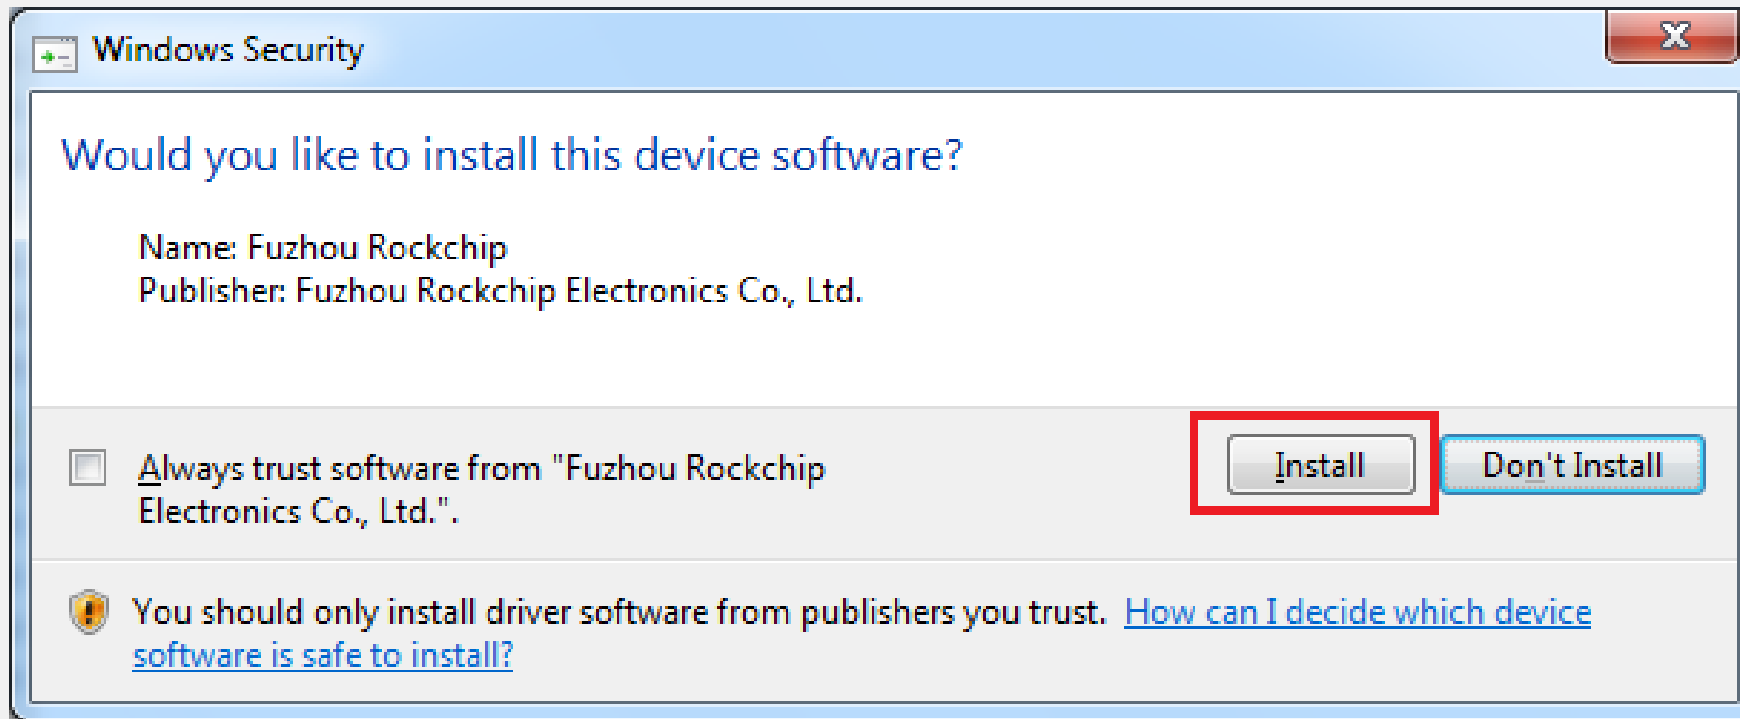 Windows Security
Would you like to install this device software?
Name: Fuzhou Rockchip
Publisher: Fuzhou Rockchip Electronics Co., Ltd.
Always trust software from "Fuzhou Rockchip
Electronics Co., Ltd.".
Install
Don't Install
You should only install driver software from publishers you trust. How can I decide which device
software is safe to install?